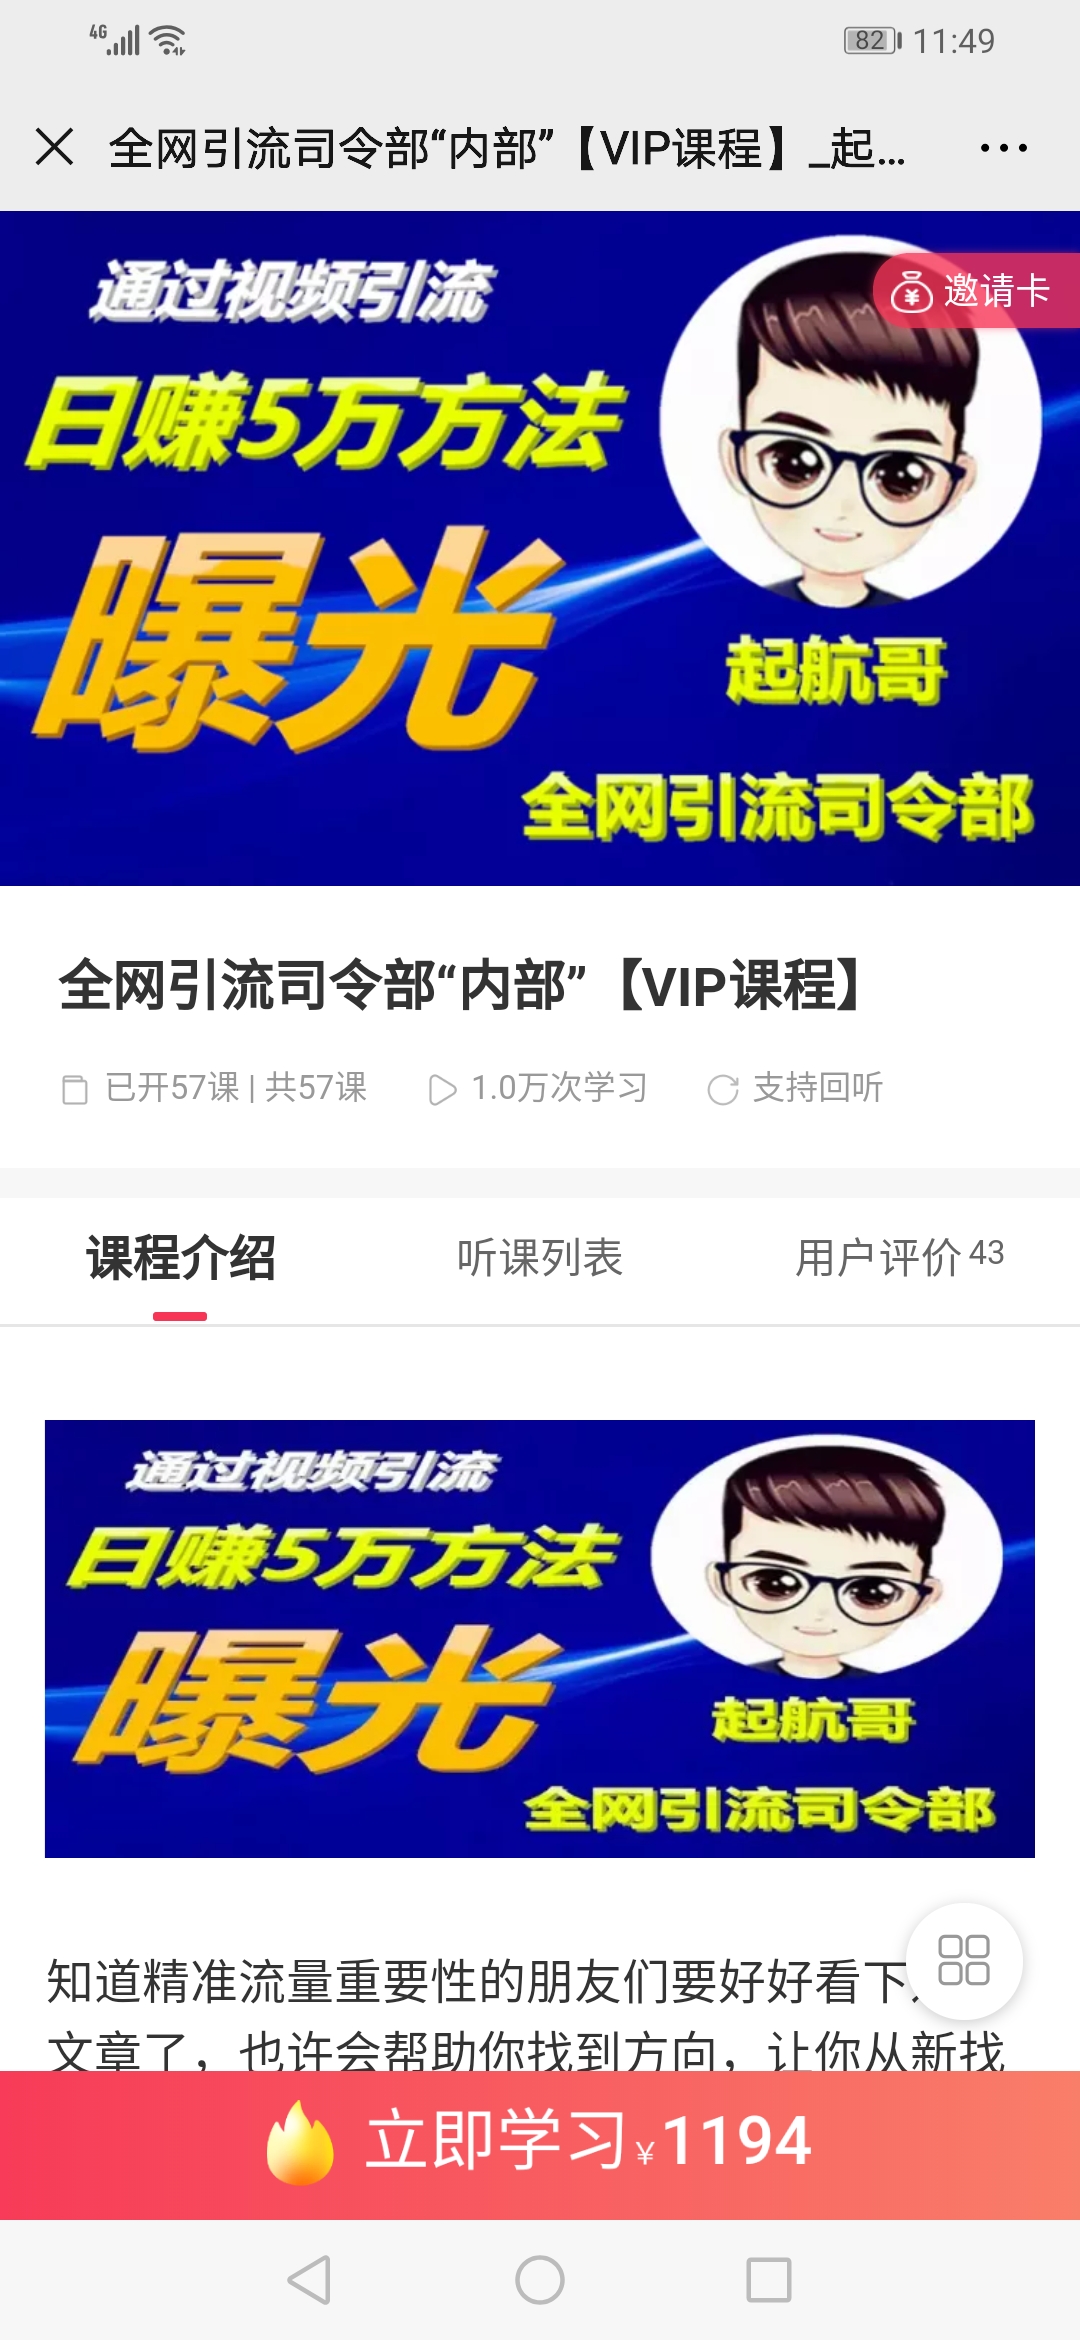 4G 82 11:49
全网引流司令部“内部”【VIP课程】_起...
邀请卡
通过视频引流
日赚5万方法
曝光
起航哥
全网引流司令部
全网引流司令部“内部”【VIP课程】
已开57课 | 共57课 1.0万次学习 支持回听
课程介绍 听课列表 用户评价 43
通过视频引流
日赚5万方法
曝光
起航哥
全网引流司令部
知道精准流量重要性的朋友们要好好看下
文章了，也许会帮助你找到方向，让你从新找
立即学习 ¥1194